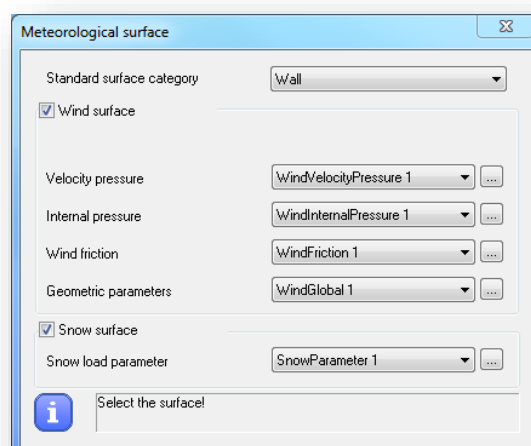 Meteorological surface
Standard surface category Wall
Wind surface
Velocity pressure WindVelocityPressure 1 ...
Internal pressure WindInternalPressure 1 ...
Wind friction WindFriction 1 ...
Geometric parameters WindGlobal 1 ...
Snow surface
Snow load parameter SnowParameter 1 ...
Select the surface!